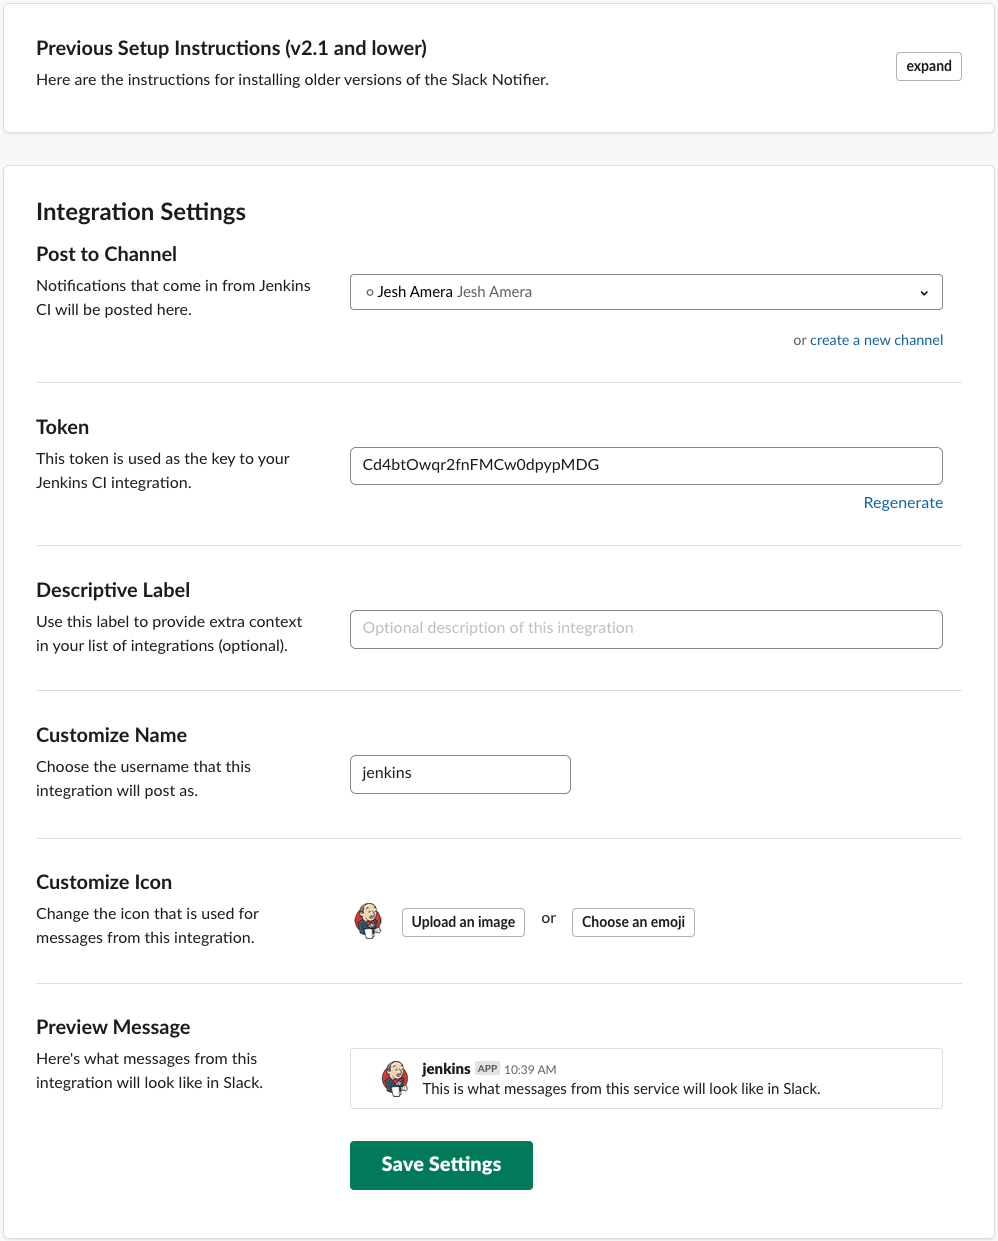 Previous Setup Instructions (v2.1 and lower)
Here are the instructions for installing older versions of the Slack Notifier.
expand
Integration Settings
Post to Channel
Notifications that come in from Jenkins
CI will be posted here.
Jesh Amera Jesh Amera
or create a new channel
Token
This token is used as the key to your
Jenkins CI integration.
Cd4btOwqr2fnFMCw0dpypMDG
Regenerate
Descriptive Label
Use this label to provide extra context
in your list of integrations (optional).
Optional description of this integration
Customize Name
Choose the username that this
integration will post as.
jenkins
Customize Icon
Change the icon that is used for
messages from this integration.
Upload an image or Choose an emoji
Preview Message
Here's what messages from this
integration will look like in Slack.
jenkins APP 10:39 AM
This is what messages from this service will look like in Slack.
Save Settings